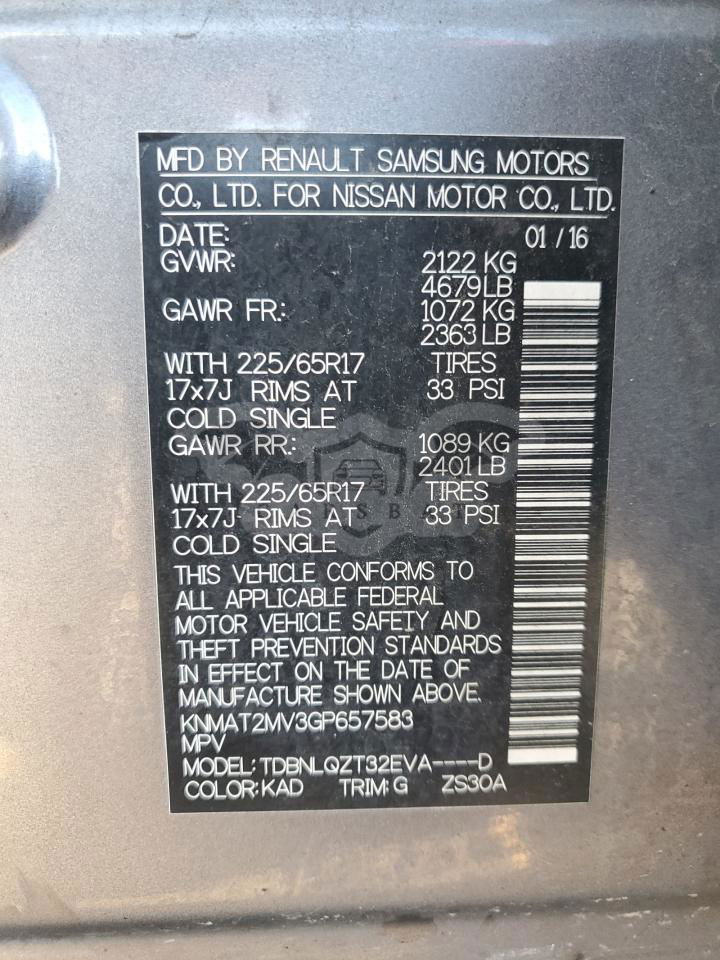 MFD BY RENAULT SAMSUNG MOTORS
CO., LTD. FOR NISSAN MOTOR CO., LTD.
DATE: 01 / 16
GVWR: 2122 KG
4679 LB
GAWR FR.: 1072 KG
2363 LB
WITH 225/65R17 TIRES
17x7J RIMS AT 33 PSI
COLD SINGLE
GAWR RR.: 1089 KG
2401 LB
WITH 225/65R17 TIRES
17x7J RIMS AT 33 PSI
COLD SINGLE
THIS VEHICLE CONFORMS TO
ALL APPLICABLE FEDERAL
MOTOR VEHICLE SAFETY AND
THEFT PREVENTION STANDARDS
IN EFFECT ON THE DATE OF
MANUFACTURE SHOWN ABOVE.
KNMAT2MV3GP657583
MPV
MODEL: TDBNLQZT32EVA----D
COLOR: KAD TRIM: G ZS30A